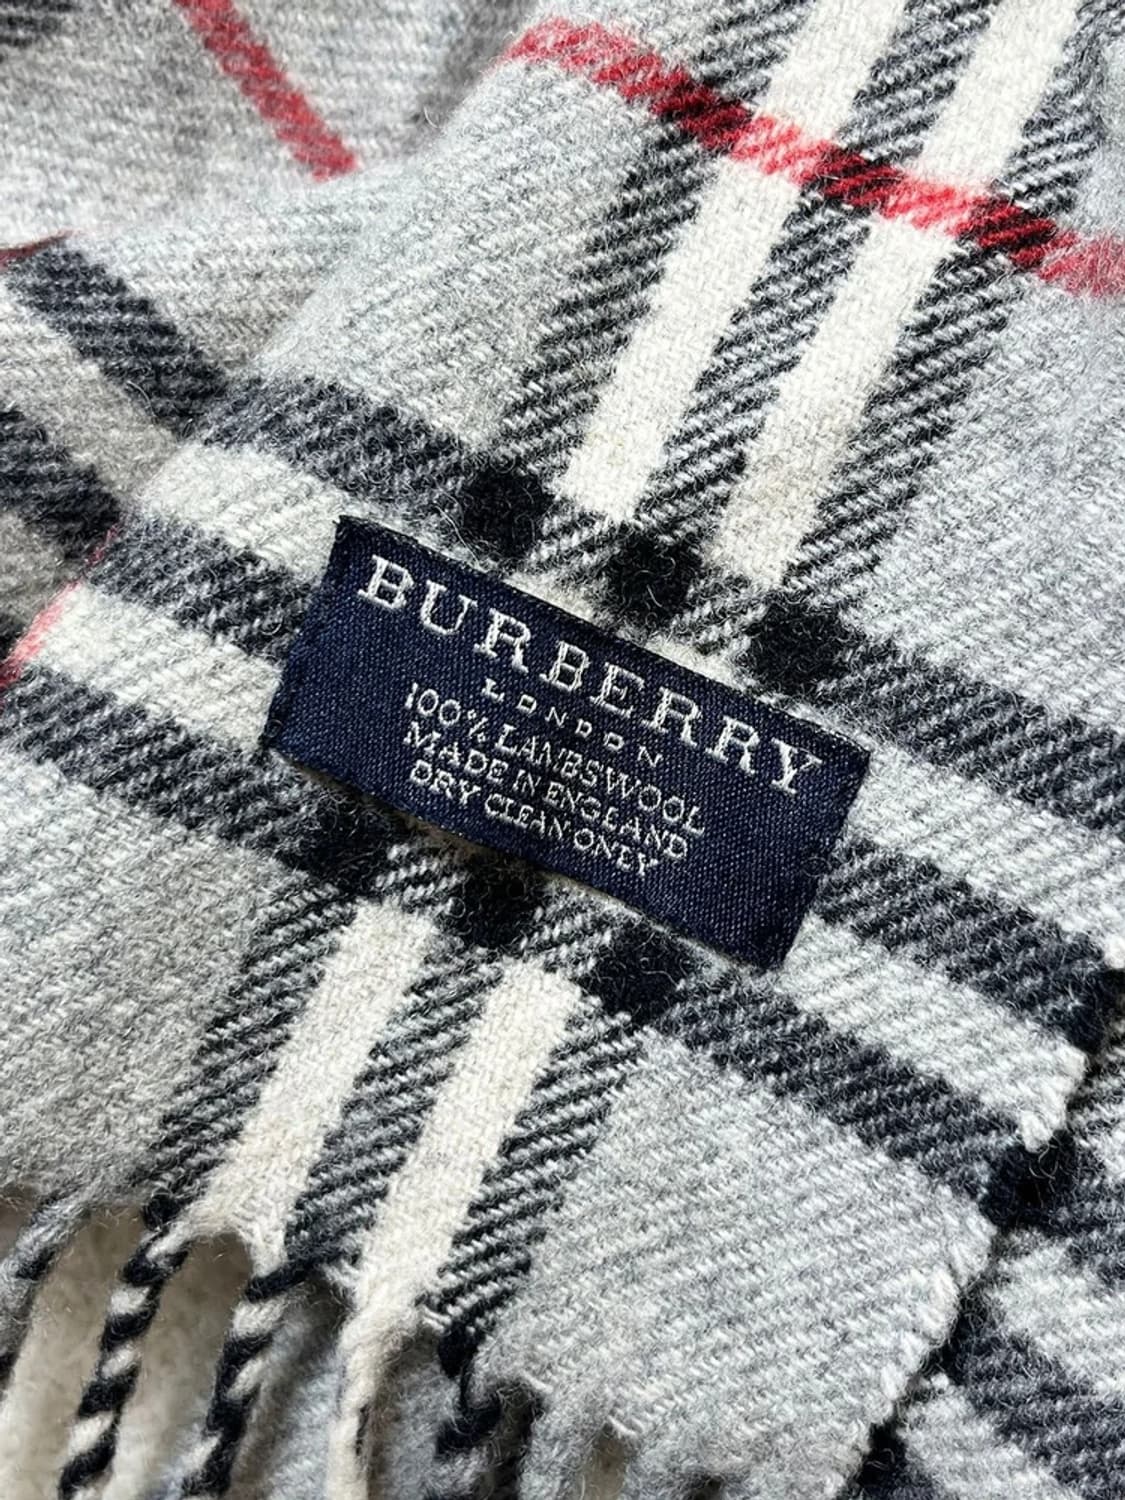 BURBERRY
LONDON
100% LAMBSWOOL
MADE IN ENGLAND
DRY CLEAN ONLY